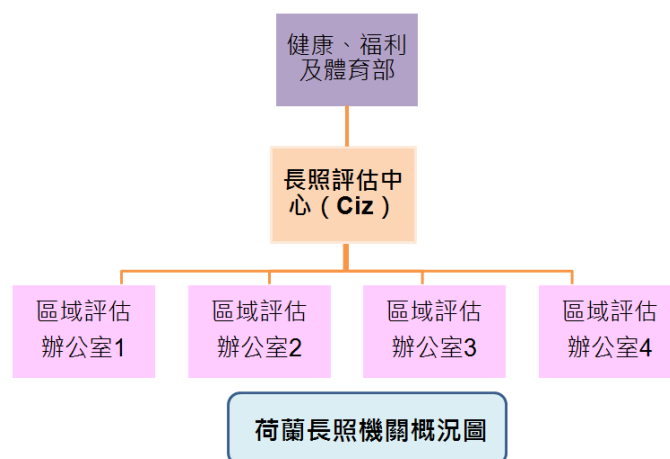 健康、福利
及體育部
長照評估中
心（Ciz）
區域評估
辦公室1
區域評估
辦公室2
區域評估
辦公室3
區域評估
辦公室4
荷蘭長照機關概況圖